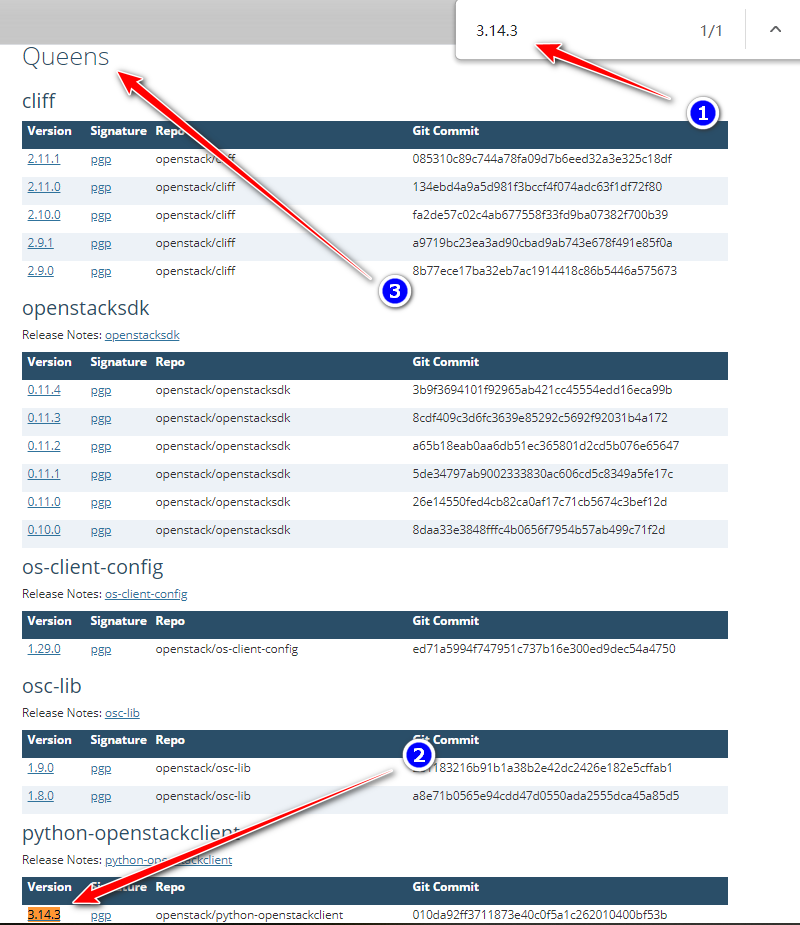 3.14.3 1/1
1
Queens
cliff
Version Signature Repo Git Commit
2.11.1 pgp openstack/cliff 085310c89c744a78fa09d7b6eed32a3e325c18df
2.11.0 pgp openstack/cliff 134ebd4a9a5d981f3bccf4f074adc63f1df72f80
2.10.0 pgp openstack/cliff fa2de57c02c4ab677558f33fd9ba07382f700b39
2.9.1 pgp openstack/cliff a9719bc23ea3ad90cbad9ab743e678f491e85f0a
2.9.0 pgp openstack/cliff 8b77ece17ba32eb7ac1914418c86b5446a575673
3
openstacksdk
Release Notes: openstacksdk
Version Signature Repo Git Commit
0.11.4 pgp openstack/openstacksdk 3b9f3694101f92965ab421cc45554edd16eca99b
0.11.3 pgp openstack/openstacksdk 8cdf409c3d6fc3639e85292c5692f92031b4a172
0.11.2 pgp openstack/openstacksdk a65b18eab0aa6db51ec365801d2cd5b076e65647
0.11.1 pgp openstack/openstacksdk 5de34797ab9002333830ac606cd5c8349a5fe17c
0.11.0 pgp openstack/openstacksdk 26e14550fed4cb82ca0af17c71cb5674c3bef12d
0.10.0 pgp openstack/openstacksdk 8daa33e3848fffc4b0656f7954b57ab499c71f2d
os-client-config
Release Notes: os-client-config
Version Signature Repo Git Commit
1.29.0 pgp openstack/os-client-config ed71a5994f747951c737b16e300ed9dec54a4750
osc-lib
Release Notes: osc-lib
Version Signature Repo Git Commit
2
1.9.0 pgp openstack/osc-lib
1.8.0 pgp openstack/osc-lib a8e71b0565e94cdd47d0550ada2555dca45a85d5
python-openstackclient
Release Notes: python-openstackclient
Version Signature Repo Git Commit
3.14.3 pgp openstack/python-openstackclient 010da92ff3711873e40c0f5a1c262010400bf53b